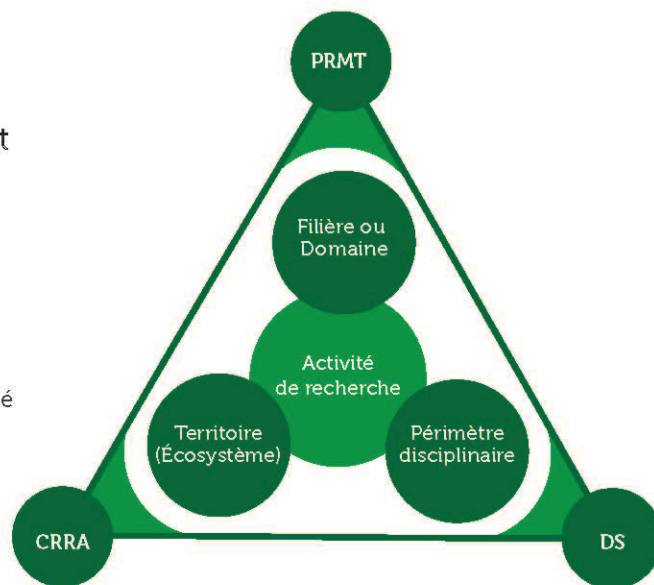 PRMT
t
Filière ou
Domaine
Activité
de recherche
é
Territoire
(Écosystème)
Périmètre
disciplinaire
CRRA
DS